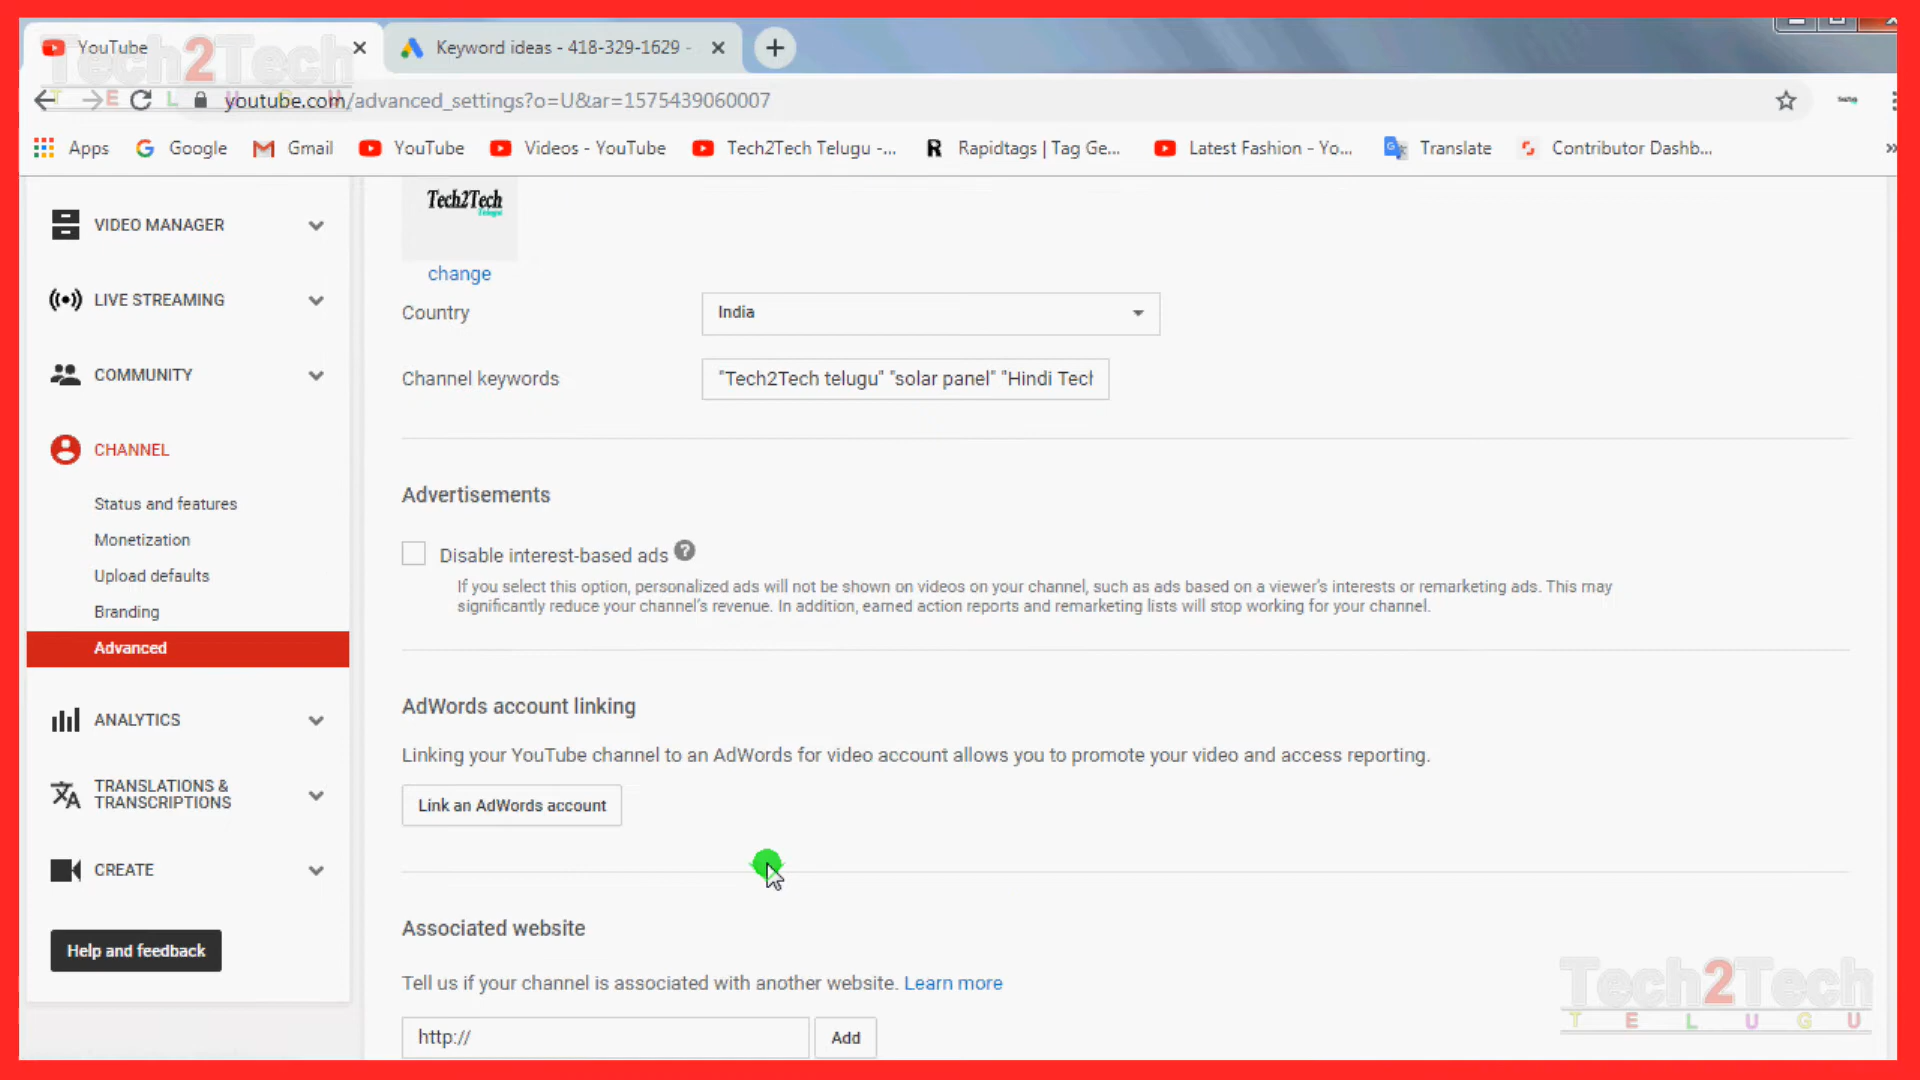 YouTube
Keyword ideas - 418-329-1629 -
Tech2Tech
T E L U G U
youtube.com/advanced_settings?o=U&ar=1575439060007
Apps Google Gmail YouTube Videos - YouTube Tech2Tech Telugu -... Rapidtags | Tag Ge... Latest Fashion - Yo... Translate Contributor Dashb... »
VIDEO MANAGER
LIVE STREAMING
COMMUNITY
CHANNEL
Status and features
Monetization
Upload defaults
Branding
Advanced
ANALYTICS
TRANSLATIONS &
TRANSCRIPTIONS
CREATE
Help and feedback
Tech2Tech
Telugu
change
Country India
Channel keywords "Tech2Tech telugu" "solar panel" "Hindi Tech
Advertisements
Disable interest-based ads ?
If you select this option, personalized ads will not be shown on videos on your channel, such as ads based on a viewer's interests or remarketing ads. This may
significantly reduce your channel's revenue. In addition, earned action reports and remarketing lists will stop working for your channel.
AdWords account linking
Linking your YouTube channel to an AdWords for video account allows you to promote your video and access reporting.
Link an AdWords account
Associated website
Tell us if your channel is associated with another website. Learn more
http:// Add
Tech2Tech
T E L U G U